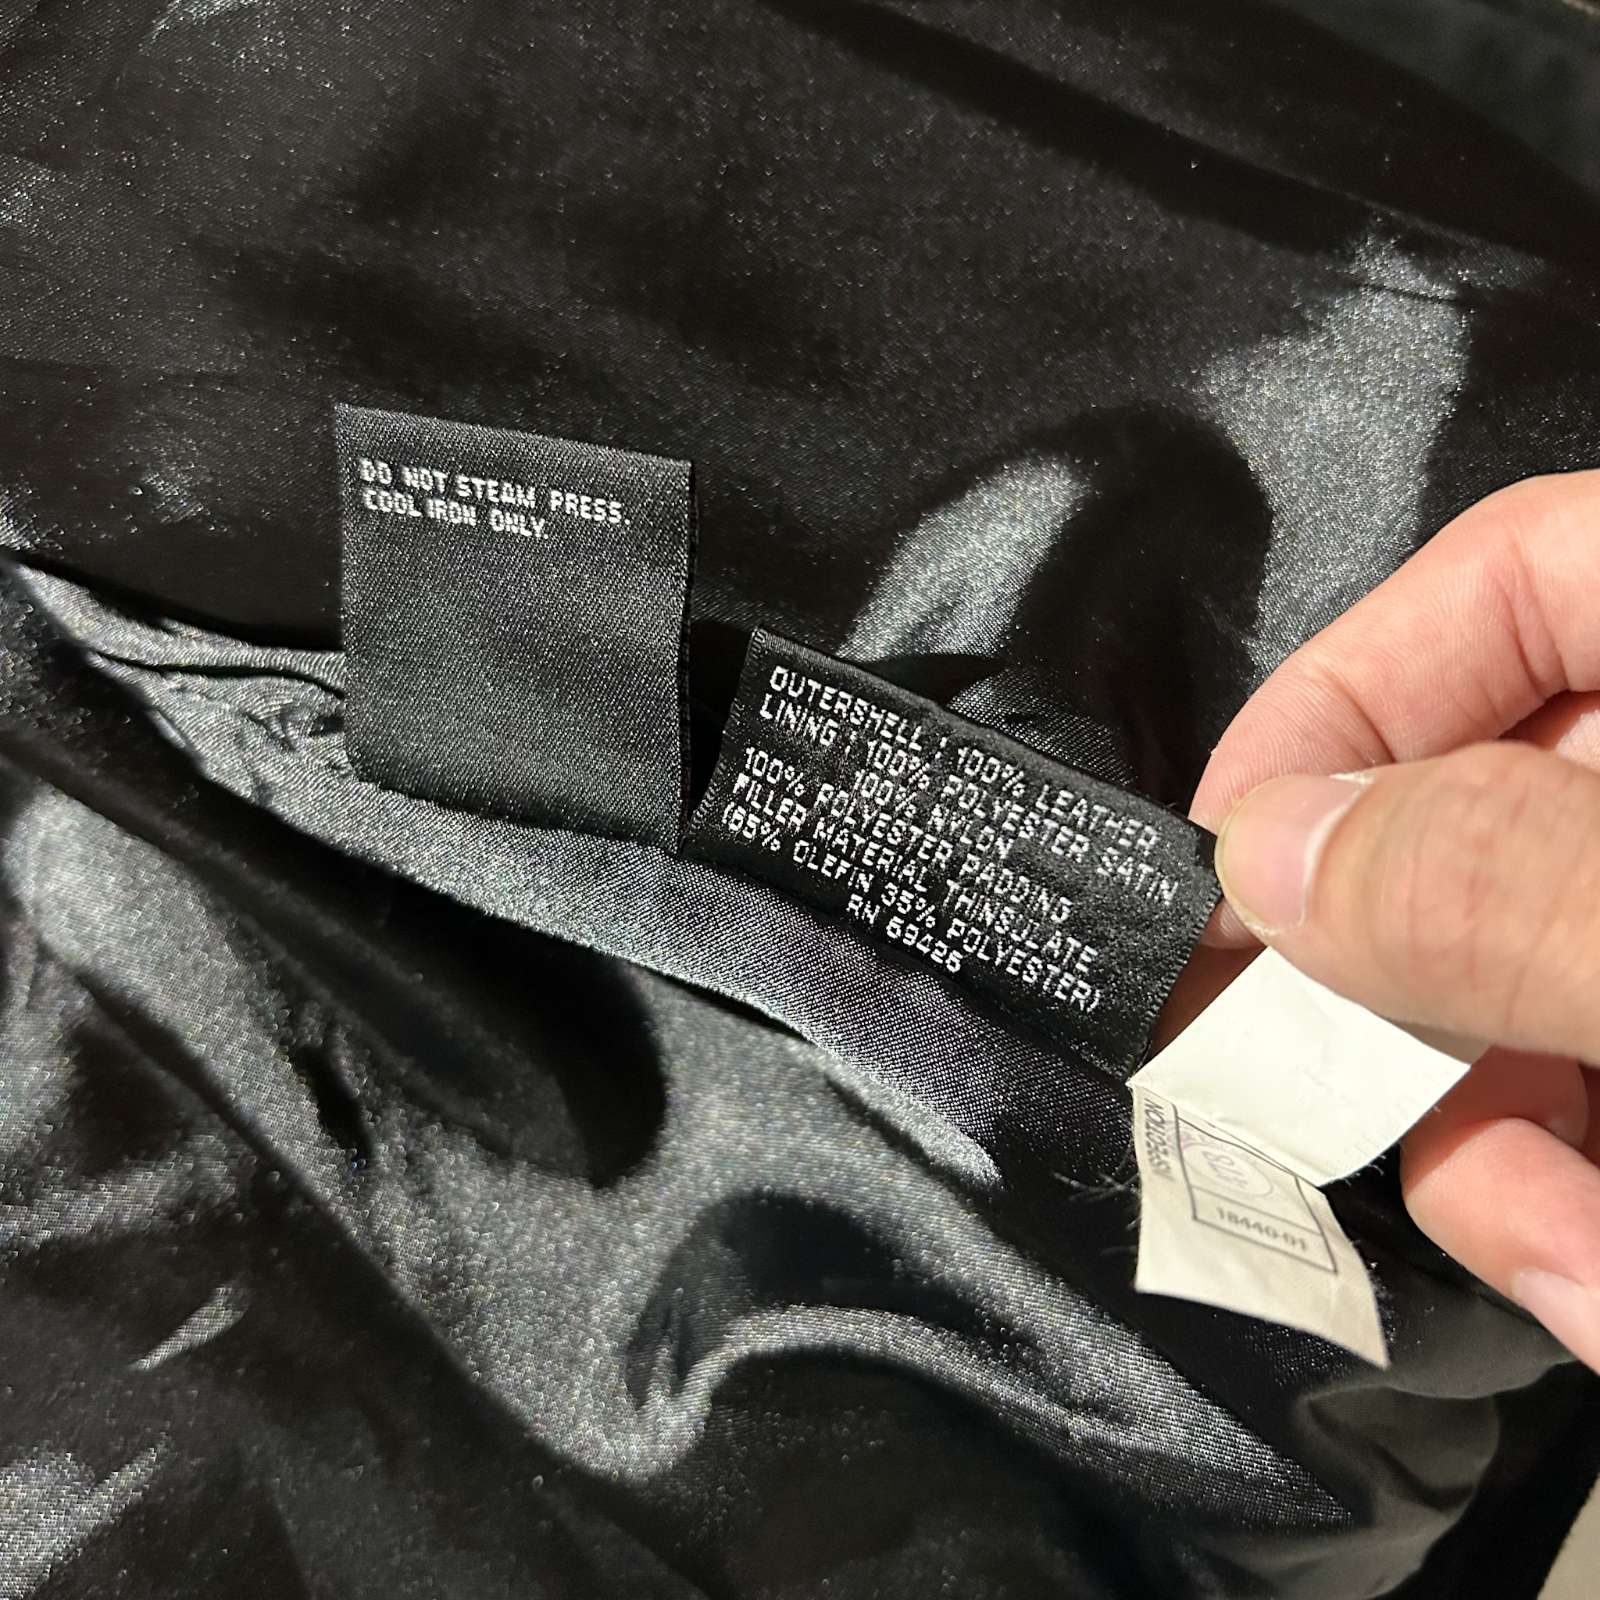 DO NOT STEAM PRESS.
COOL IRON ONLY.
OUTERSHELL : 100% LEATHER
LINING : 100% POLYESTER SATIN
100% NYLON
100% POLYESTER PADDING
FILLER MATERIAL THINSULATE
(65% OLEFIN 35% POLYESTER)
RN 59425
INSPECTION
18440-01